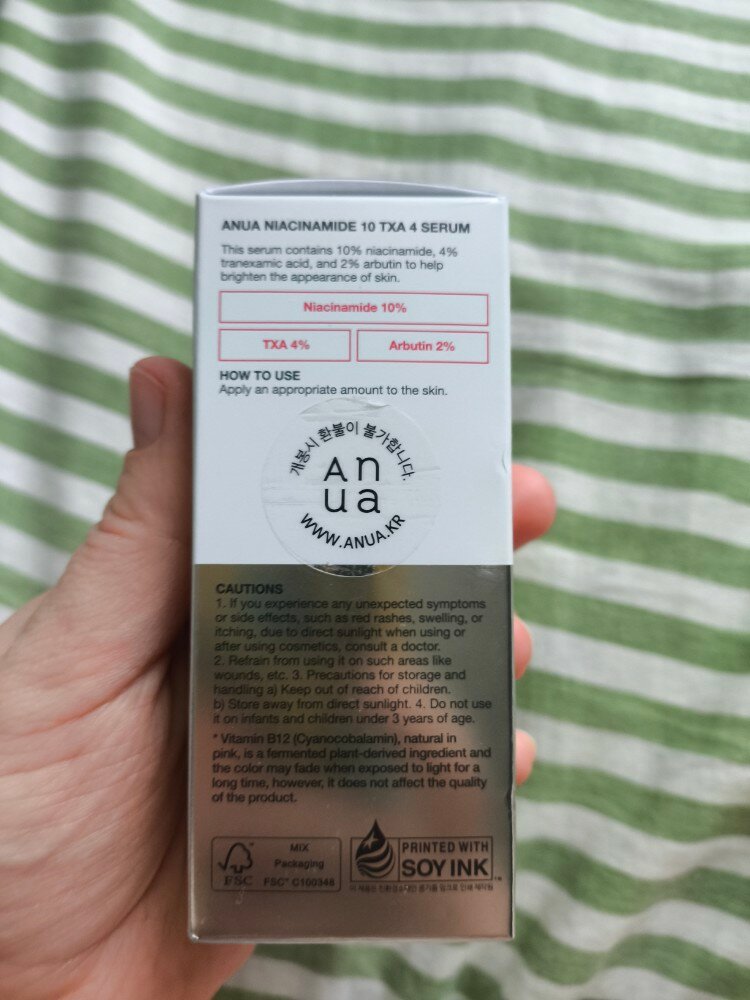 ANUA NIACINAMIDE 10 TXA 4 SERUM
This serum contains 10% niacinamide, 4%
tranexamic acid, and 2% arbutin to help
brighten the appearance of skin.
Niacinamide 10%
TXA 4%
Arbutin 2%
HOW TO USE
Apply an appropriate amount to the skin.
개봉시 환불이 불가합니다.
An
ua
WWW.ANUA.KR
CAUTIONS
1. If you experience any unexpected symptoms
or side effects, such as red rashes, swelling, or
itching, due to direct sunlight when using or
after using cosmetics, consult a doctor.
2. Refrain from using it on such areas like
wounds, etc. 3. Precautions for storage and
handling a) Keep out of reach of children.
b) Store away from direct sunlight. 4. Do not use
it on infants and children under 3 years of age.
* Vitamin B12 (Cyanocobalamin), natural in
pink, is a fermented plant-derived ingredient and
the color may fade when exposed to light for a
long time, however, it does not affect the quality
of the product.
FSC
MIX
Packaging
FSC® C100346
PRINTED WITH
SOY INK™